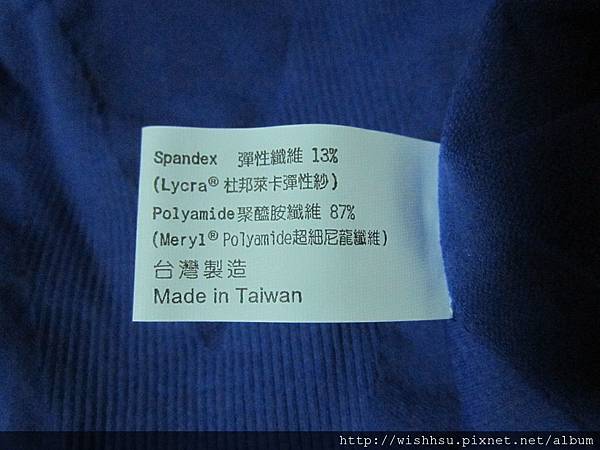 Spandex 彈性纖維 13%
(Lycra® 杜邦萊卡彈性紗)
Polyamide聚醯胺纖維 87%
(Meryl® Polyamide超細尼龍纖維)
台灣製造
Made in Taiwan
http://wishhsu.pixnet.net/album